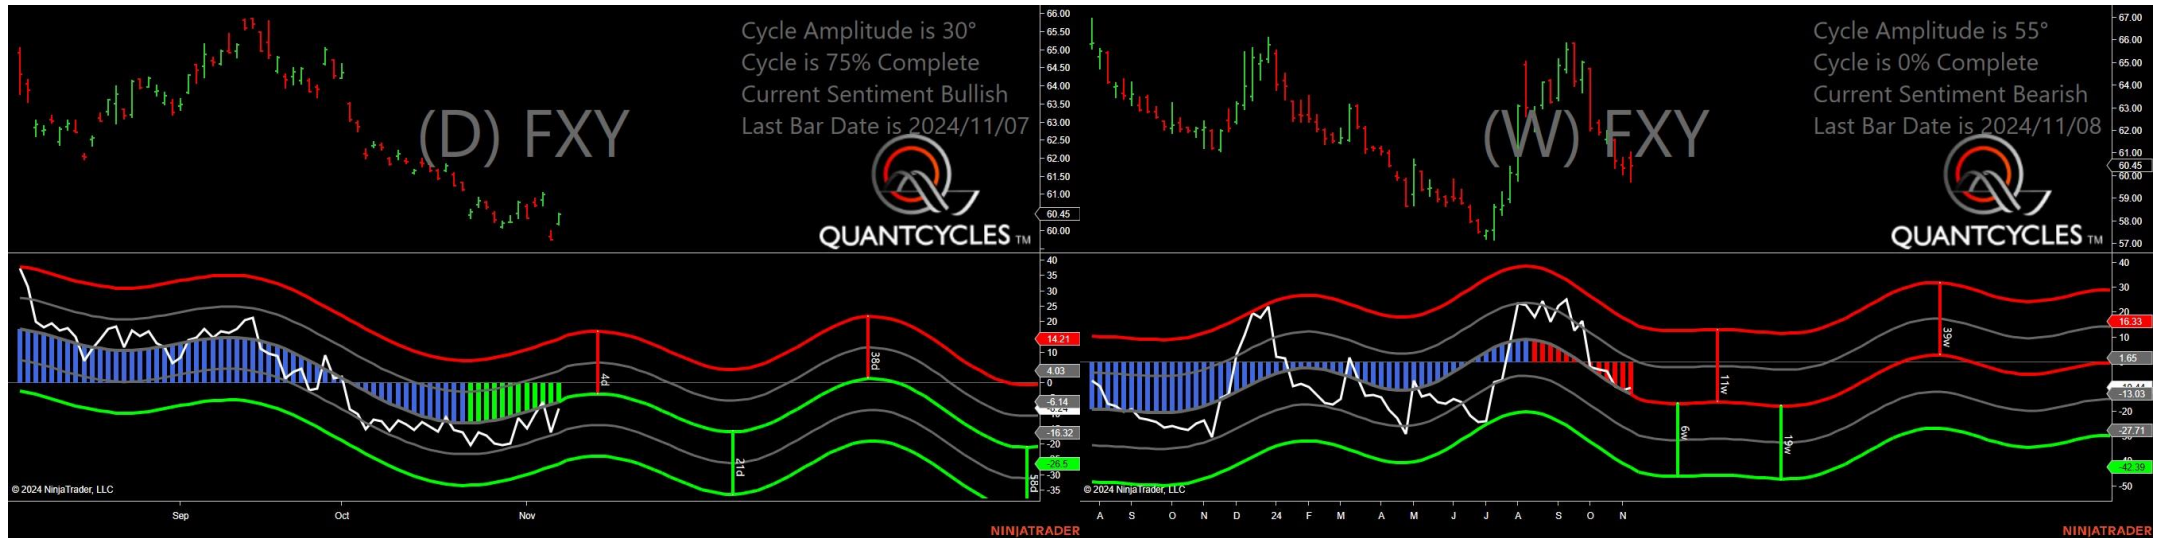 Cycle Amplitude is 30°
Cycle is 75% Complete
Current Sentiment Bullish
Last Bar Date is 2024/11/07
(D) FXY
QUANTCYCLES TM
66.00
65.50
65.00
64.50
64.00
63.50
63.00
62.50
62.00
61.50
61.00
60.45
60.00
40
35
30
25
20
14.21
10
4.03
0
-6.14
-16.32
-20
-26.5
-30
-35
4d
21d
38d
58d
© 2024 NinjaTrader, LLC
Sep Oct Nov
NINJATRADER
Cycle Amplitude is 55°
Cycle is 0% Complete
Current Sentiment Bearish
Last Bar Date is 2024/11/08
(W) FXY
QUANTCYCLES TM
67.00
66.00
65.00
64.00
63.00
62.00
61.00
60.45
60.00
59.00
58.00
57.00
40
30
20
16.33
10
1.65
-13.03
-20
-27.71
-42.39
-50
6w
11w
19w
39w
© 2024 NinjaTrader, LLC
A S O N D 24 F M A M J J A S O N
NINJATRADER